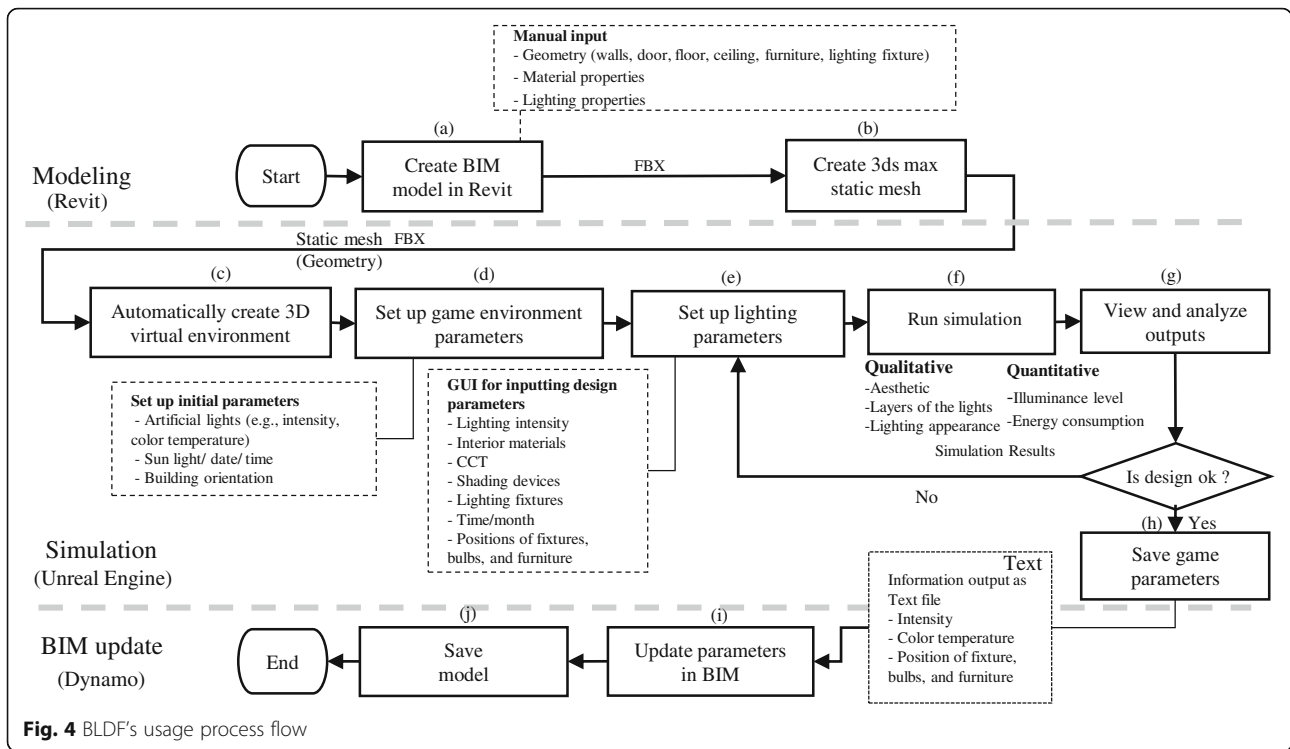 Manual input
- Geometry (walls, door, floor, ceiling, furniture, lighting fixture)
- Material properties
- Lighting properties
(a)
(b)
Modeling
(Revit)
Start
Create BIM
model in Revit
FBX
Create 3ds max
static mesh
Static mesh FBX
(Geometry)
(c)
(d)
(e)
(f)
(g)
Automatically create 3D
virtual environment
Set up game environment
parameters
Set up lighting
parameters
Run simulation
View and analyze
outputs
Set up initial parameters
- Artificial lights (e.g., intensity,
color temperature)
- Sun light/ date/ time
- Building orientation
GUI for inputting design
parameters
- Lighting intensity
- Interior materials
- CCT
- Shading devices
- Lighting fixtures
- Time/month
- Positions of fixtures,
bulbs, and furniture
Qualitative
-Aesthetic
-Layers of the lights
-Lighting appearance
Quantitative
-Illuminance level
-Energy consumption
Simulation Results
Is design ok ?
No
Yes
(h)
Save game
parameters
Simulation
(Unreal Engine)
Text
Information output as
Text file
- Intensity
- Color temperature
- Position of fixture,
bulbs, and furniture
BIM update
(Dynamo)
End
(j)
Save
model
(i)
Update parameters
in BIM
Fig. 4 BLDF's usage process flow